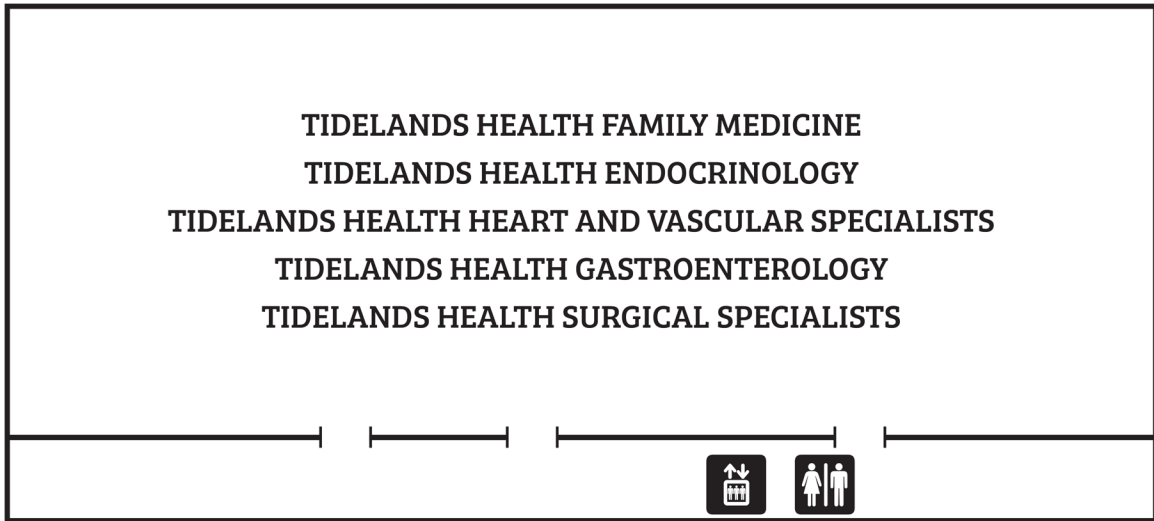 TIDELANDS HEALTH FAMILY MEDICINE
TIDELANDS HEALTH ENDOCRINOLOGY
TIDELANDS HEALTH HEART AND VASCULAR SPECIALISTS
TIDELANDS HEALTH GASTROENTEROLOGY
TIDELANDS HEALTH SURGICAL SPECIALISTS